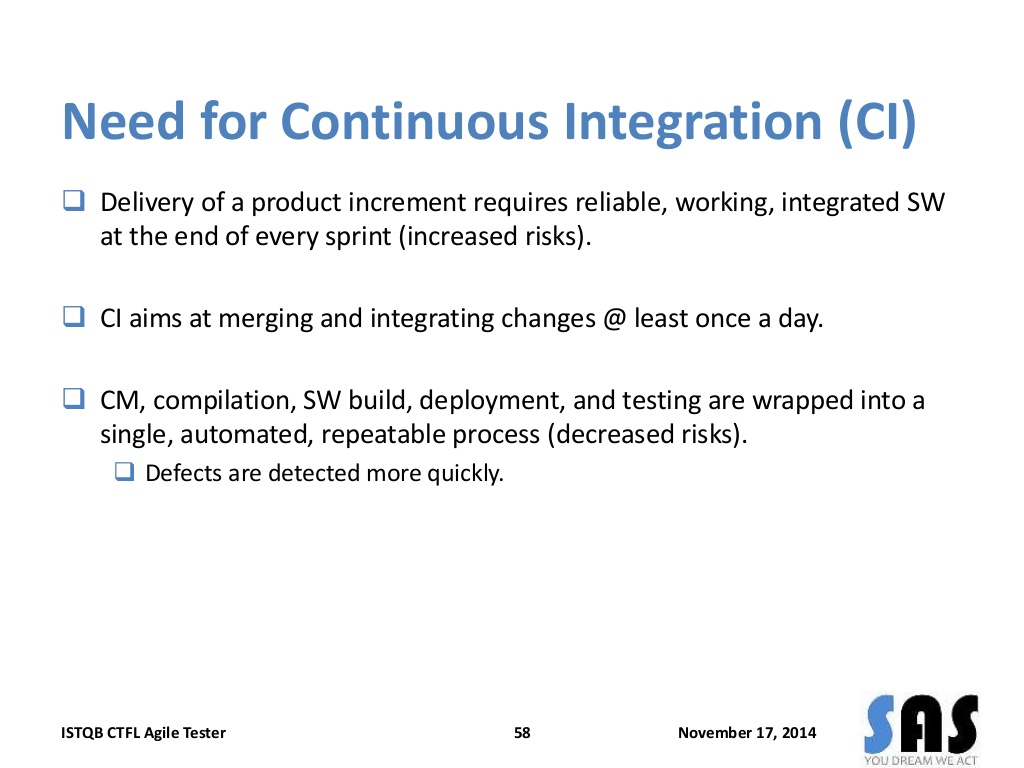 Need for Continuous Integration (CI)
Delivery of a product increment requires reliable, working, integrated SW
at the end of every sprint (increased risks).
CI aims at merging and integrating changes @ least once a day.
CM, compilation, SW build, deployment, and testing are wrapped into a
single, automated, repeatable process (decreased risks).
Defects are detected more quickly.
ISTQB CTFL Agile Tester
58
November 17, 2014
SAS
YOU DREAM WE ACT